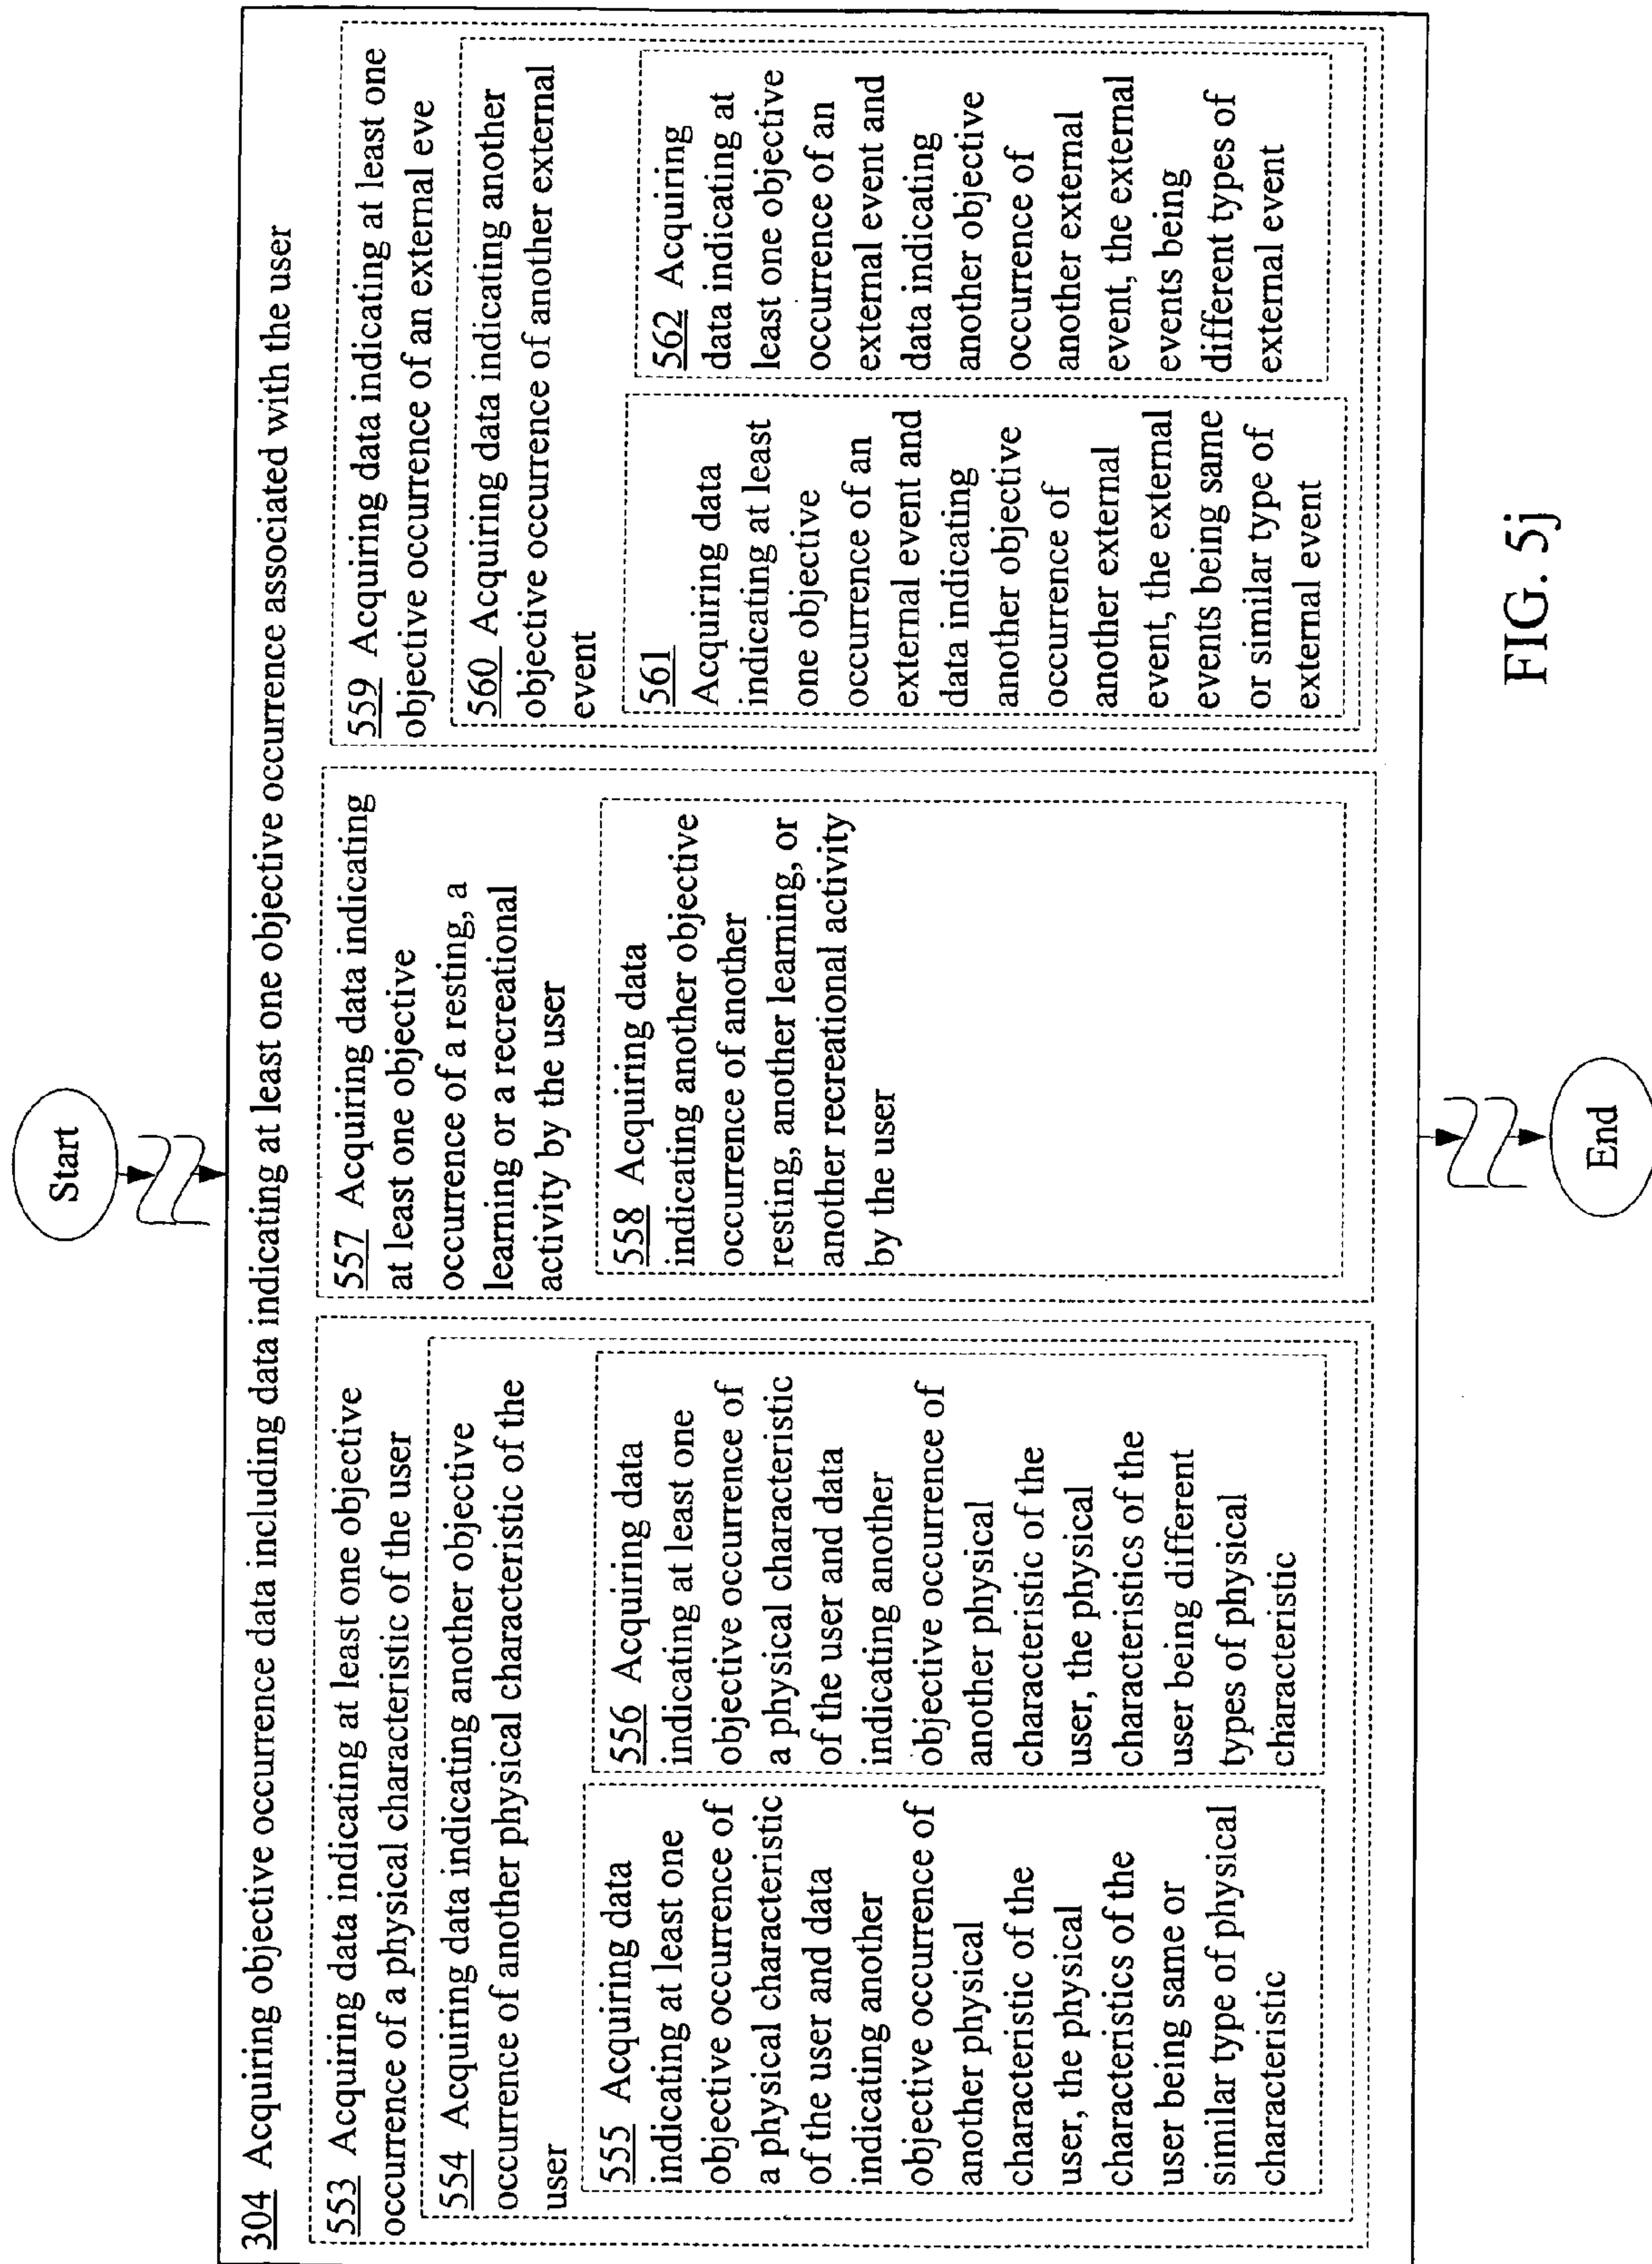 Start
304 Acquiring objective occurrence data including data indicating at least one objective occurrence associated with the user
553 Acquiring data indicating at least one objective
occurrence of a physical characteristic of the user
554 Acquiring data indicating another objective
occurrence of another physical characteristic of the
user
555 Acquiring data
indicating at least one
objective occurrence of
a physical characteristic
of the user and data
indicating another
objective occurrence of
another physical
characteristic of the
user, the physical
characteristics of the
user being same or
similar type of physical
characteristic
556 Acquiring data
indicating at least one
objective occurrence of
a physical characteristic
of the user and data
indicating another
objective occurrence of
another physical
characteristic of the
user, the physical
characteristics of the
user being different
types of physical
characteristic
557 Acquiring data indicating
at least one objective
occurrence of a resting, a
learning or a recreational
activity by the user
558 Acquiring data
indicating another objective
occurrence of another
resting, another learning, or
another recreational activity
by the user
559 Acquiring data indicating at least one
objective occurrence of an external eve
560 Acquiring data indicating another
objective occurrence of another external
event
561
Acquiring data
indicating at least
one objective
occurrence of an
external event and
data indicating
another objective
occurrence of
another external
event, the external
events being same
or similar type of
external event
562 Acquiring
data indicating at
least one objective
occurrence of an
external event and
data indicating
another objective
occurrence of
another external
event, the external
events being
different types of
external event
End
FIG. 5j